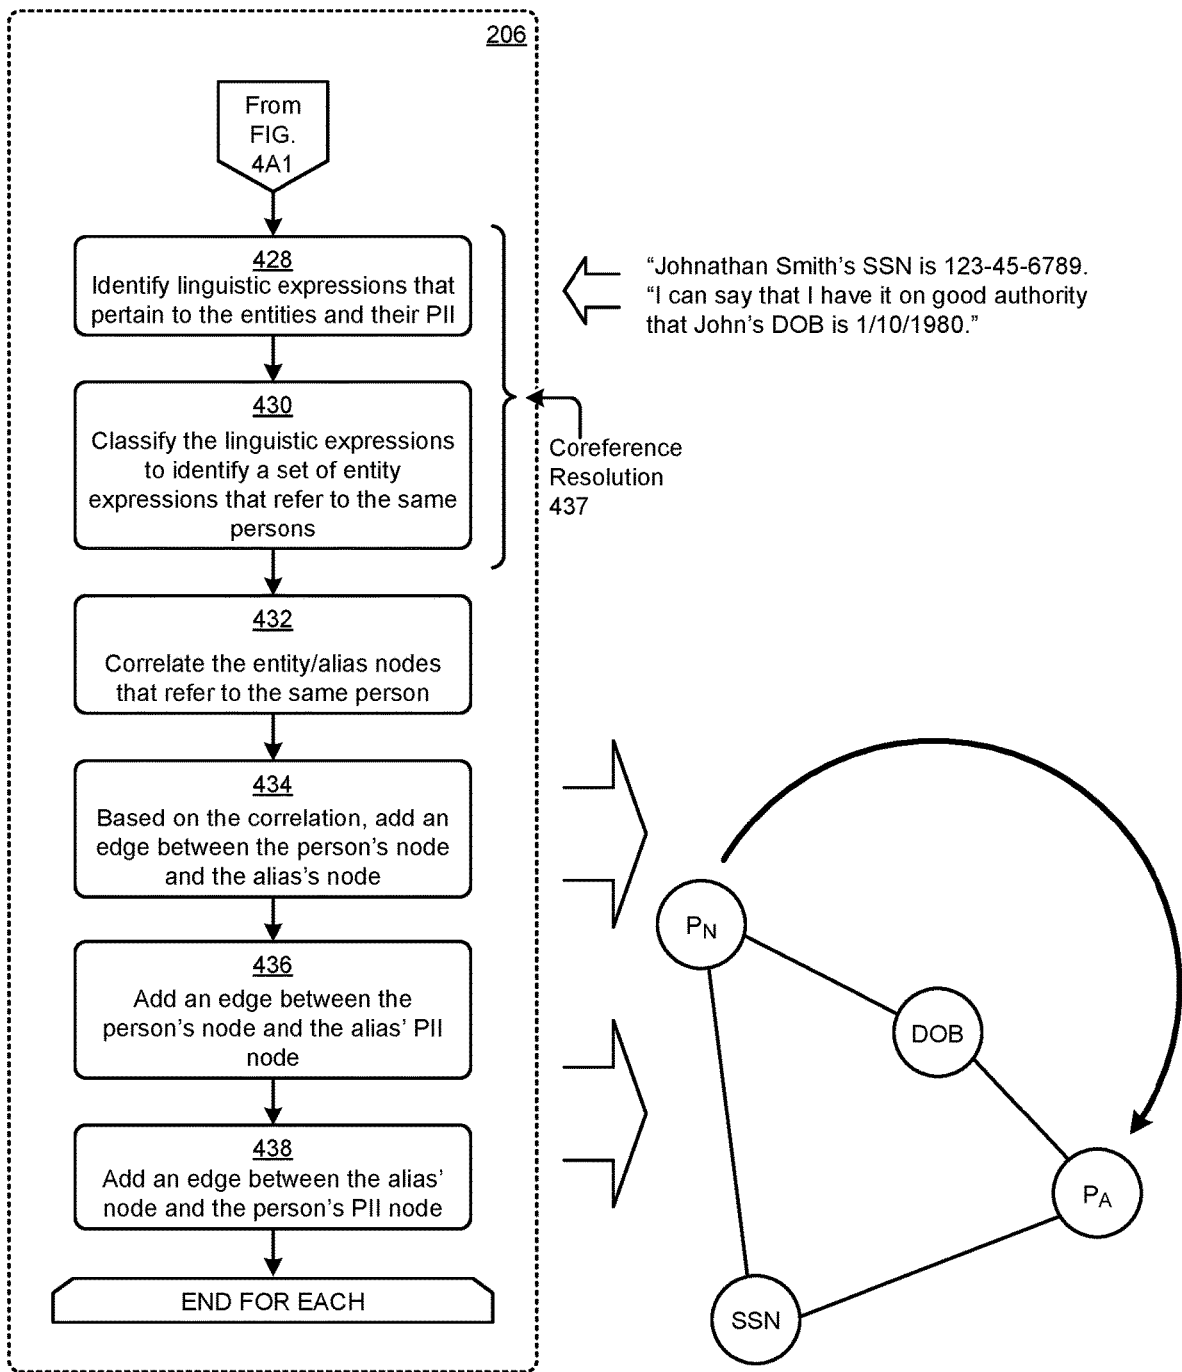 206
From
FIG.
4A1
428
Identify linguistic expressions that
pertain to the entities and their PII
“Johnathan Smith’s SSN is 123-45-6789.
“I can say that I have it on good authority
that John’s DOB is 1/10/1980.”
430
Classify the linguistic expressions
to identify a set of entity
expressions that refer to the same
persons
Coreference
Resolution
437
432
Correlate the entity/alias nodes
that refer to the same person
434
Based on the correlation, add an
edge between the person’s node
and the alias’s node
436
Add an edge between the
person’s node and the alias’ PII
node
438
Add an edge between the alias’
node and the person’s PII node
END FOR EACH
PN
DOB
PA
SSN